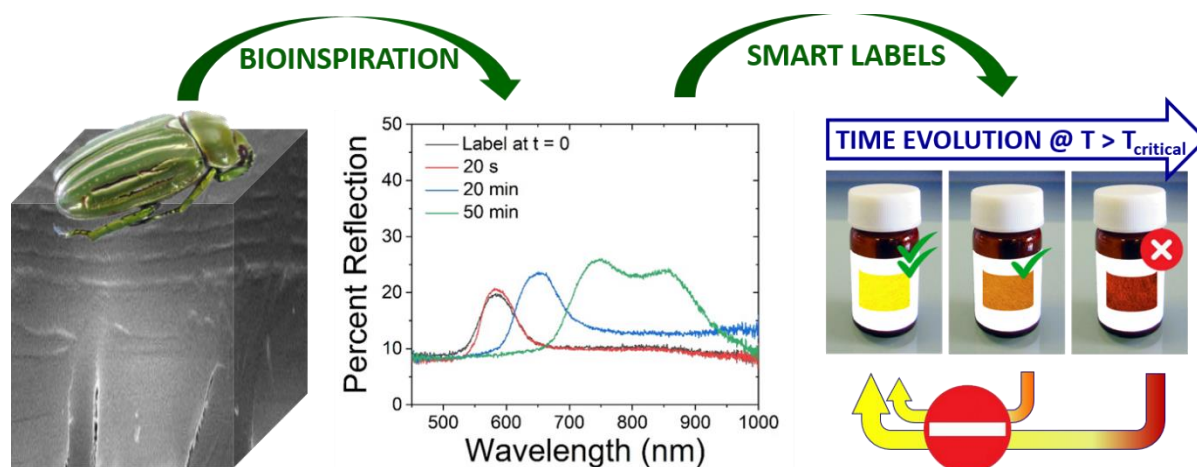 BIOINSPIRATION
SMART LABELS
50
40
30
20
10
0
Percent Reflection
Label at t = 0
20 s
20 min
50 min
500 600 700 800 900 1000
Wavelength (nm)
TIME EVOLUTION @ T > Tcritical